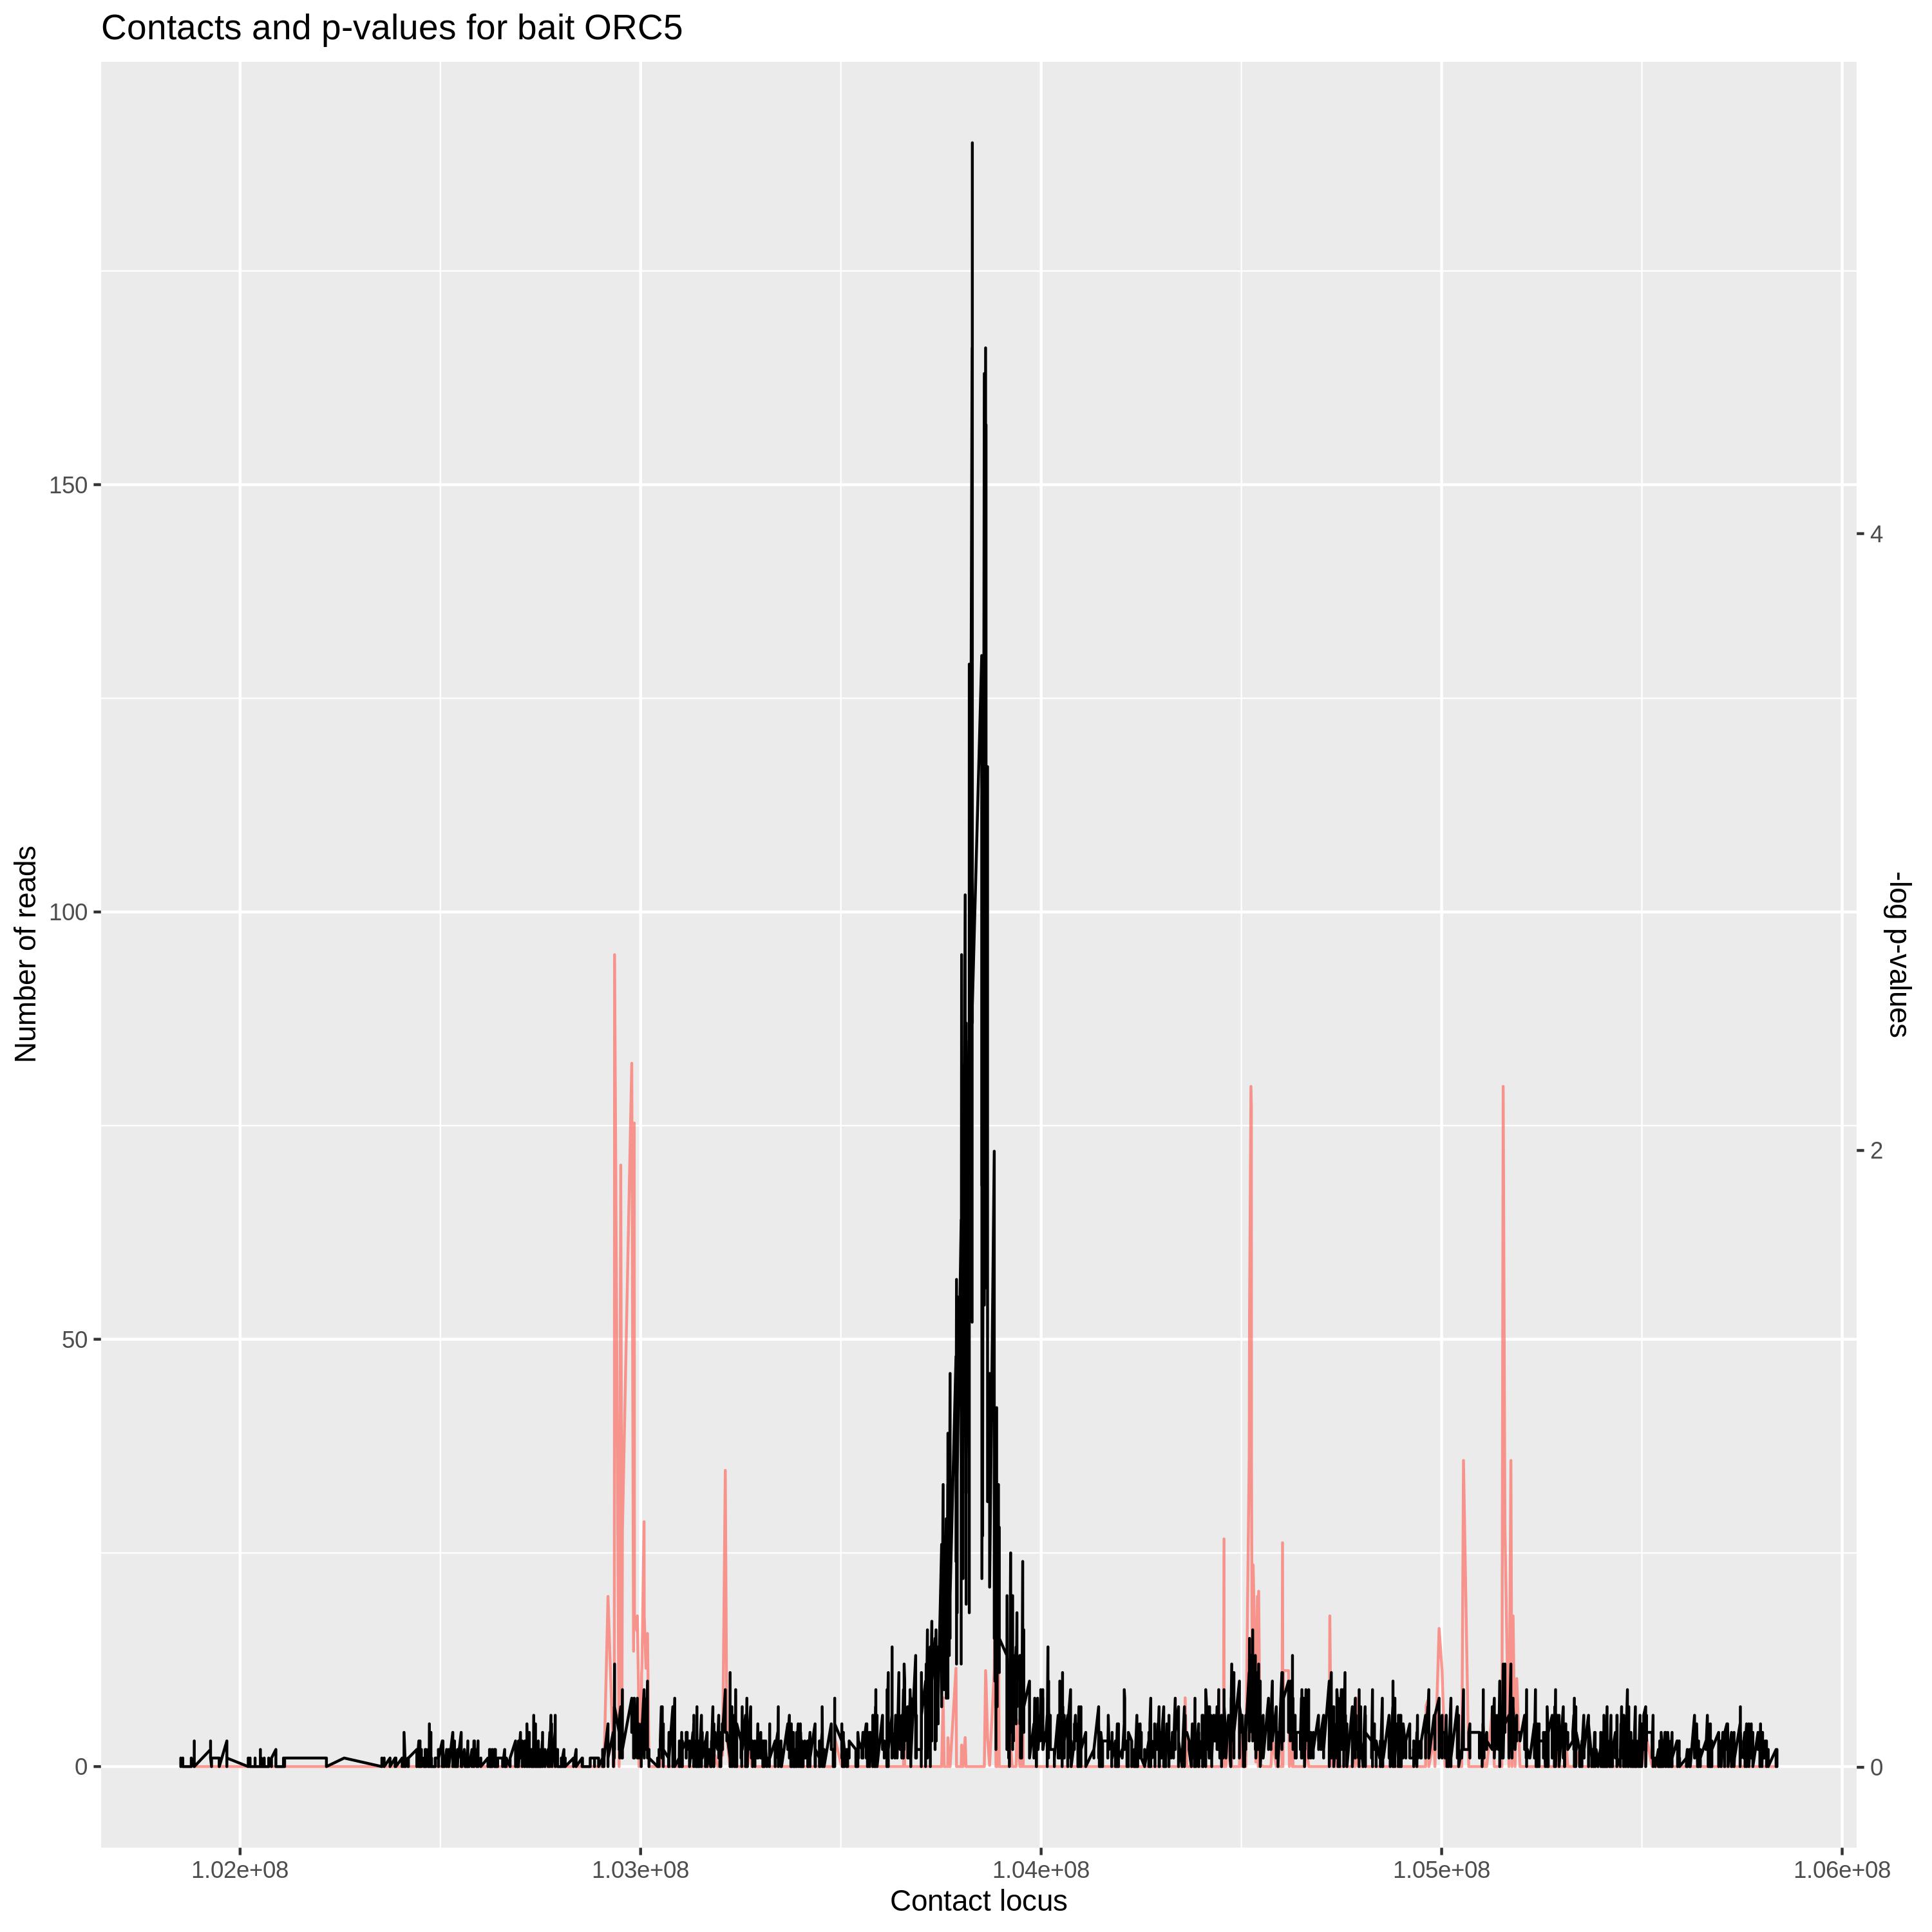 Contacts and p-values for bait ORC5
Number of reads
150
100
50
0
4
2
0
-log p-values
1.02e+08
1.03e+08
1.04e+08
1.05e+08
1.06e+08
Contact locus